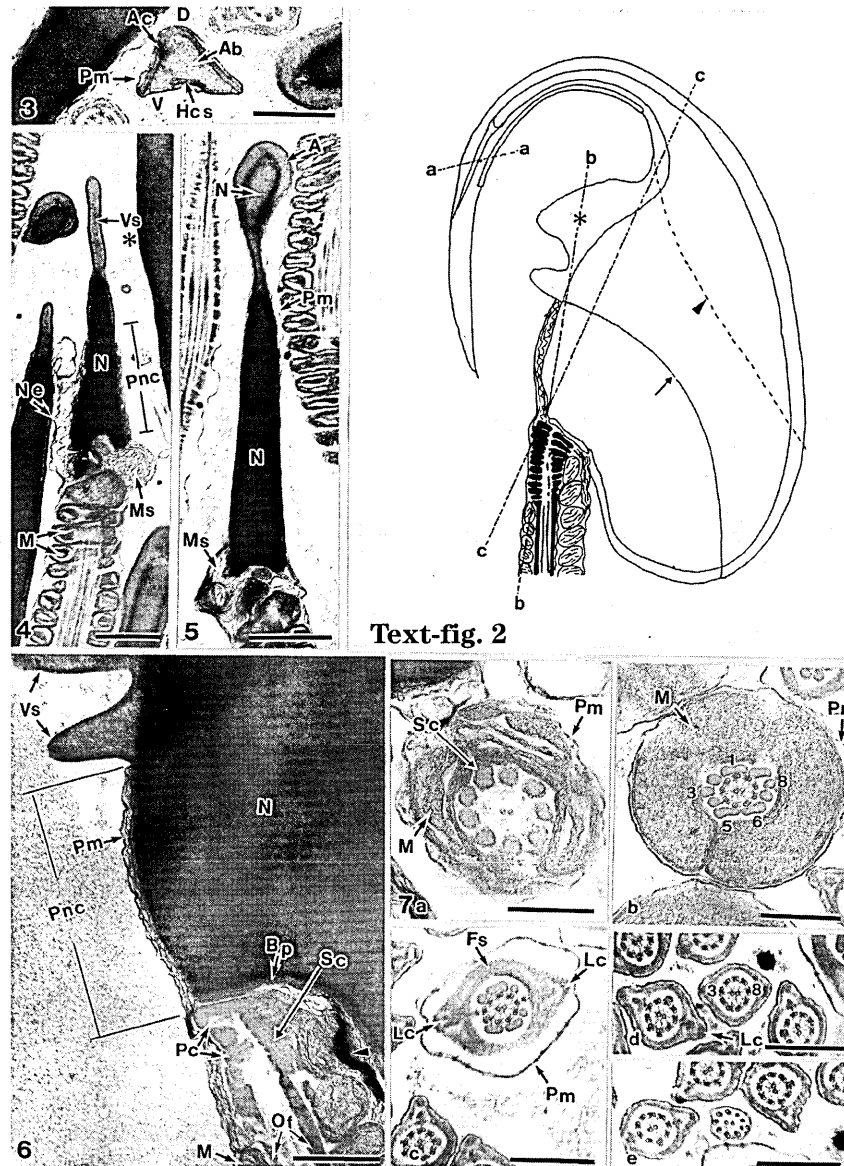 D
Ac
Ab
Pm
V
Hcs
3
A
N
Vs
*
Pm
N
Pnc
Ne
N
Ms
Ms
M
4
5
c
a
a
b
*
c
b
Text-fig. 2
Vs
N
Pm
Pnc
Bp
Sc
Pc
Of
M
6
Sc
Pm
M
7a
M
1
3
8
5
6
b
Fs
Lc
Lc
Pm
c
3
8
d
Lc
e